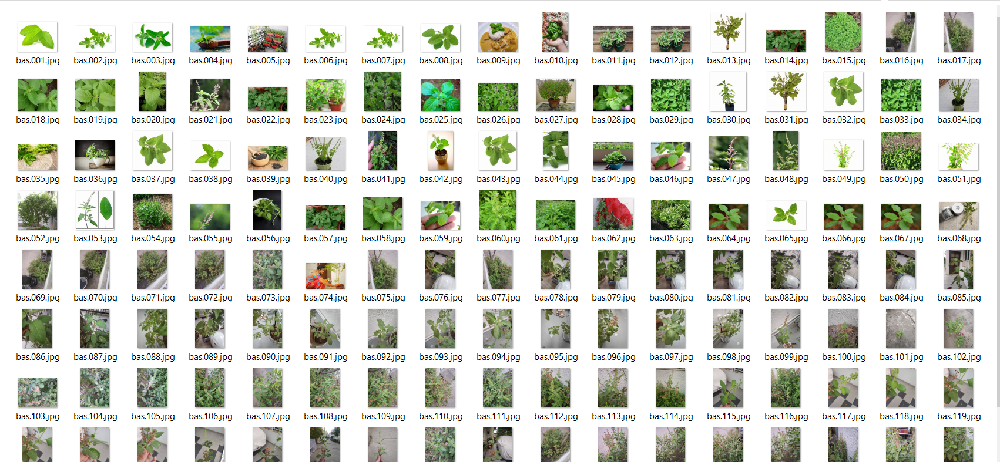 bas.001.jpg bas.002.jpg bas.003.jpg bas.004.jpg bas.005.jpg bas.006.jpg bas.007.jpg bas.008.jpg bas.009.jpg bas.010.jpg bas.011.jpg bas.012.jpg bas.013.jpg bas.014.jpg bas.015.jpg bas.016.jpg bas.017.jpg
bas.018.jpg bas.019.jpg bas.020.jpg bas.021.jpg bas.022.jpg bas.023.jpg bas.024.jpg bas.025.jpg bas.026.jpg bas.027.jpg bas.028.jpg bas.029.jpg bas.030.jpg bas.031.jpg bas.032.jpg bas.033.jpg bas.034.jpg
bas.035.jpg bas.036.jpg bas.037.jpg bas.038.jpg bas.039.jpg bas.040.jpg bas.041.jpg bas.042.jpg bas.043.jpg bas.044.jpg bas.045.jpg bas.046.jpg bas.047.jpg bas.048.jpg bas.049.jpg bas.050.jpg bas.051.jpg
bas.052.jpg bas.053.jpg bas.054.jpg bas.055.jpg bas.056.jpg bas.057.jpg bas.058.jpg bas.059.jpg bas.060.jpg bas.061.jpg bas.062.jpg bas.063.jpg bas.064.jpg bas.065.jpg bas.066.jpg bas.067.jpg bas.068.jpg
bas.069.jpg bas.070.jpg bas.071.jpg bas.072.jpg bas.073.jpg bas.074.jpg bas.075.jpg bas.076.jpg bas.077.jpg bas.078.jpg bas.079.jpg bas.080.jpg bas.081.jpg bas.082.jpg bas.083.jpg bas.084.jpg bas.085.jpg
bas.086.jpg bas.087.jpg bas.088.jpg bas.089.jpg bas.090.jpg bas.091.jpg bas.092.jpg bas.093.jpg bas.094.jpg bas.095.jpg bas.096.jpg bas.097.jpg bas.098.jpg bas.099.jpg bas.100.jpg bas.101.jpg bas.102.jpg
bas.103.jpg bas.104.jpg bas.105.jpg bas.106.jpg bas.107.jpg bas.108.jpg bas.109.jpg bas.110.jpg bas.111.jpg bas.112.jpg bas.113.jpg bas.114.jpg bas.115.jpg bas.116.jpg bas.117.jpg bas.118.jpg bas.119.jpg